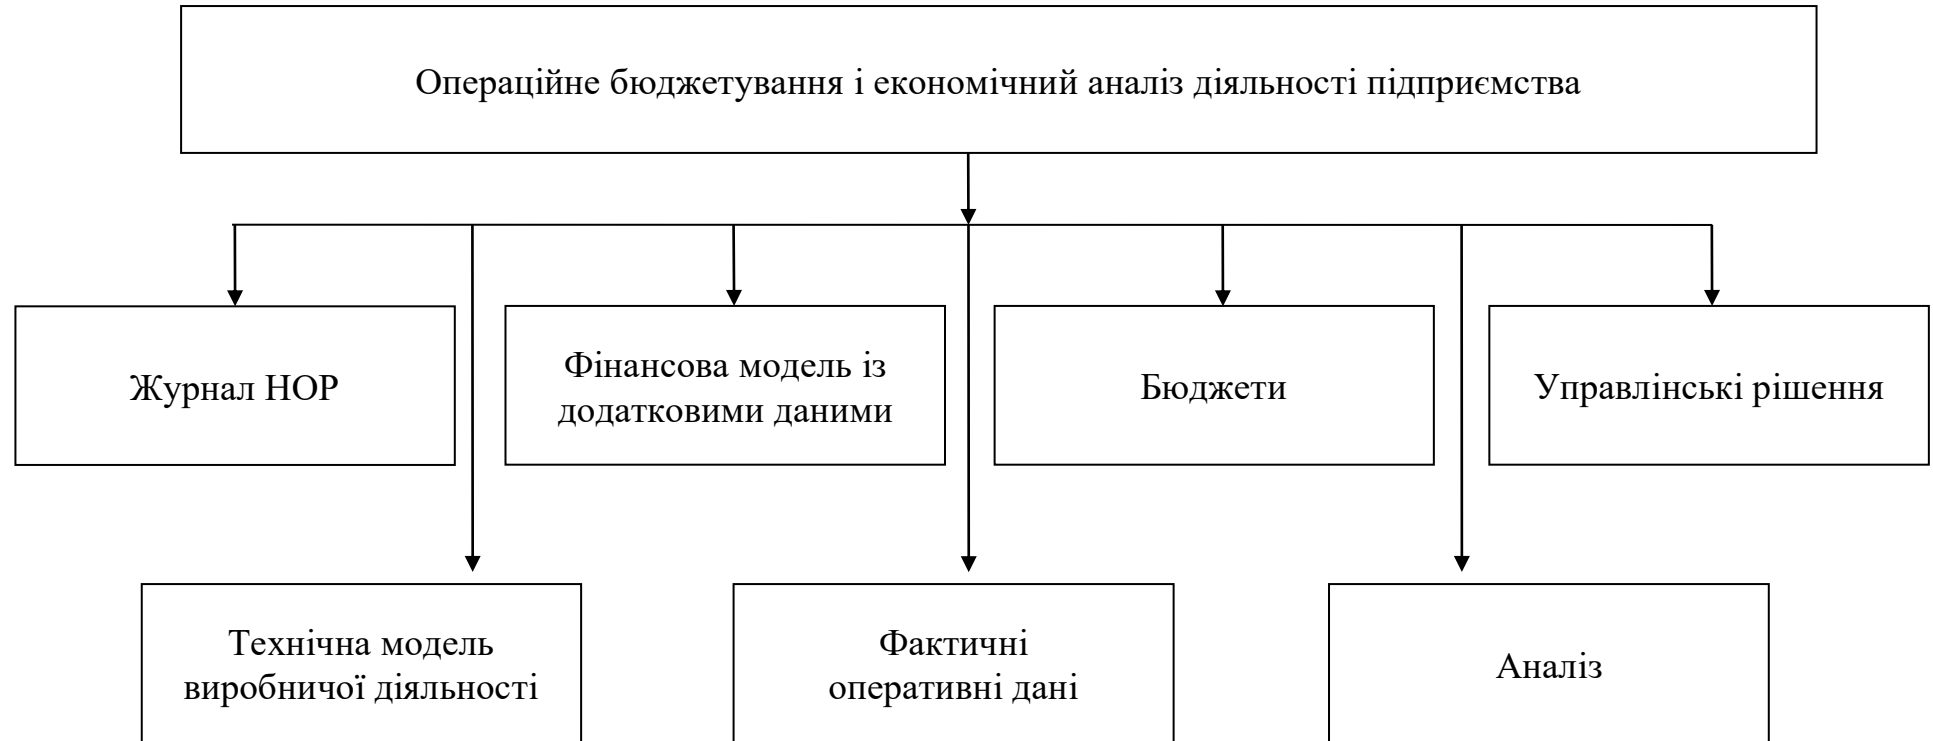 Операційне бюджетування і економічний аналіз діяльності підприємства
Журнал НОР
Фінансова модель із
додатковими даними
Бюджети
Управлінські рішення
Технічна модель
виробничої діяльності
Фактичні
оперативні дані
Аналіз